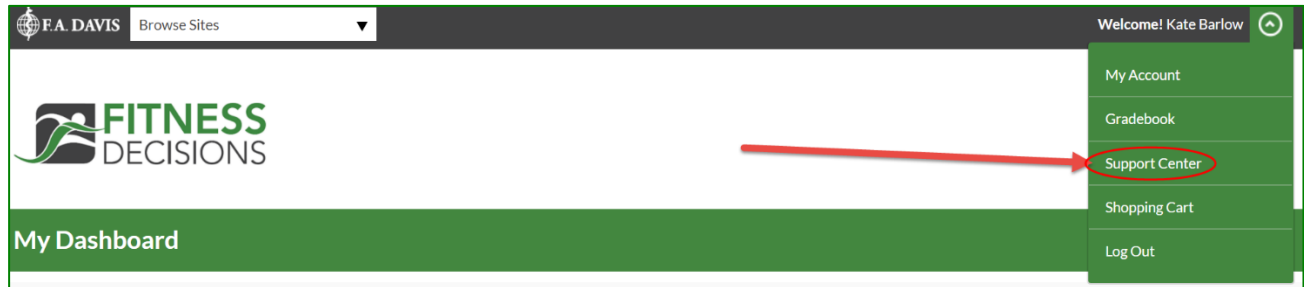 F.A. DAVIS Browse Sites Welcome! Kate Barlow
My Account
Gradebook
FITNESS
DECISIONS
Support Center
Shopping Cart
My Dashboard
Log Out